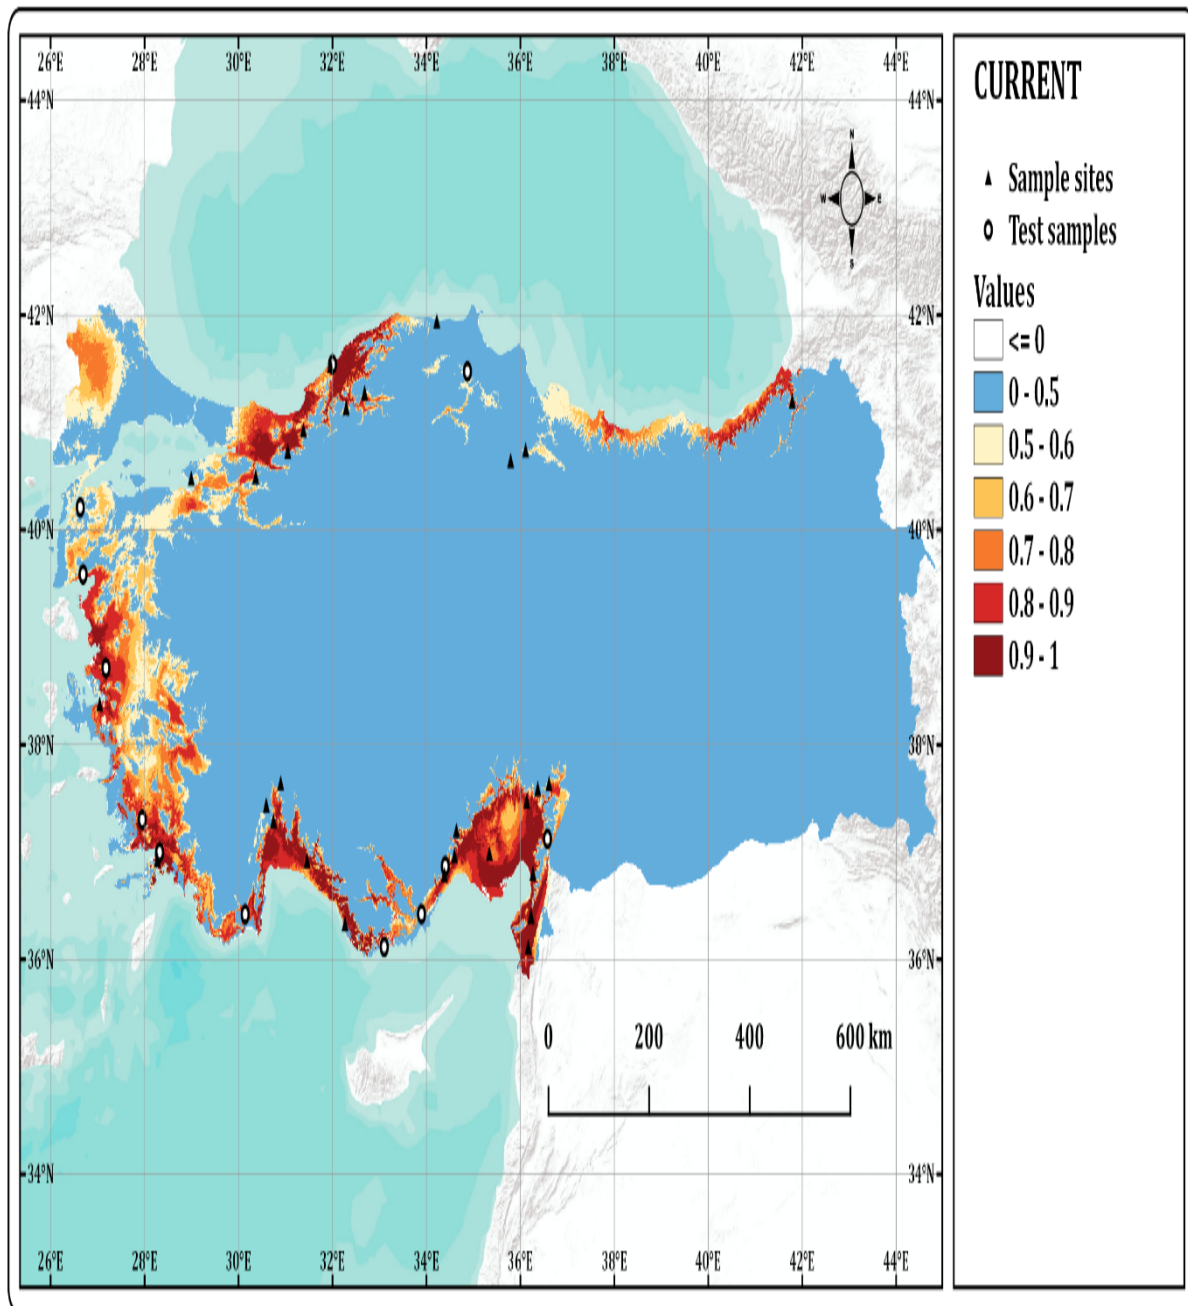 26°E 28°E 30°E 32°E 34°E 36°E 38°E 40°E 42°E 44°E
44°N 44°N
42°N 42°N
40°N 40°N
38°N 38°N
36°N 36°N
34°N 34°N
26°E 28°E 30°E 32°E 34°E 36°E 38°E 40°E 42°E 44°E
N
W E
S
0 200 400 600 km
CURRENT
Sample sites
Test samples
Values
<= 0
0 - 0.5
0.5 - 0.6
0.6 - 0.7
0.7 - 0.8
0.8 - 0.9
0.9 - 1